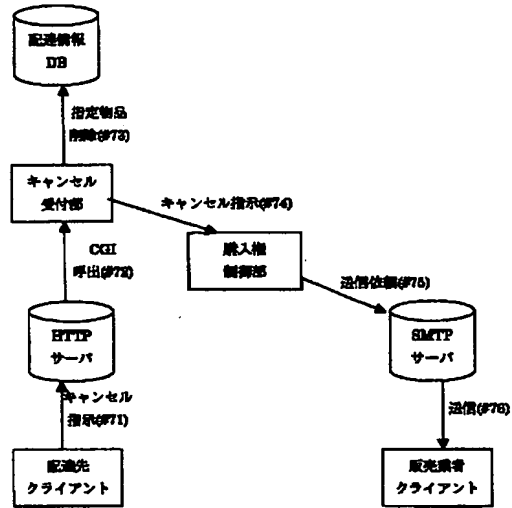 配達情報
DB
指定物品
削除(#73)
キャンセル
受付部
キャンセル指示(#74)
CGI
呼出(#72)
購入権
制御部
送信依頼(#75)
HTTP
サーバ
SMTP
サーバ
キャンセル
指示(#71)
送信(#76)
配達先
クライアント
販売業者
クライアント